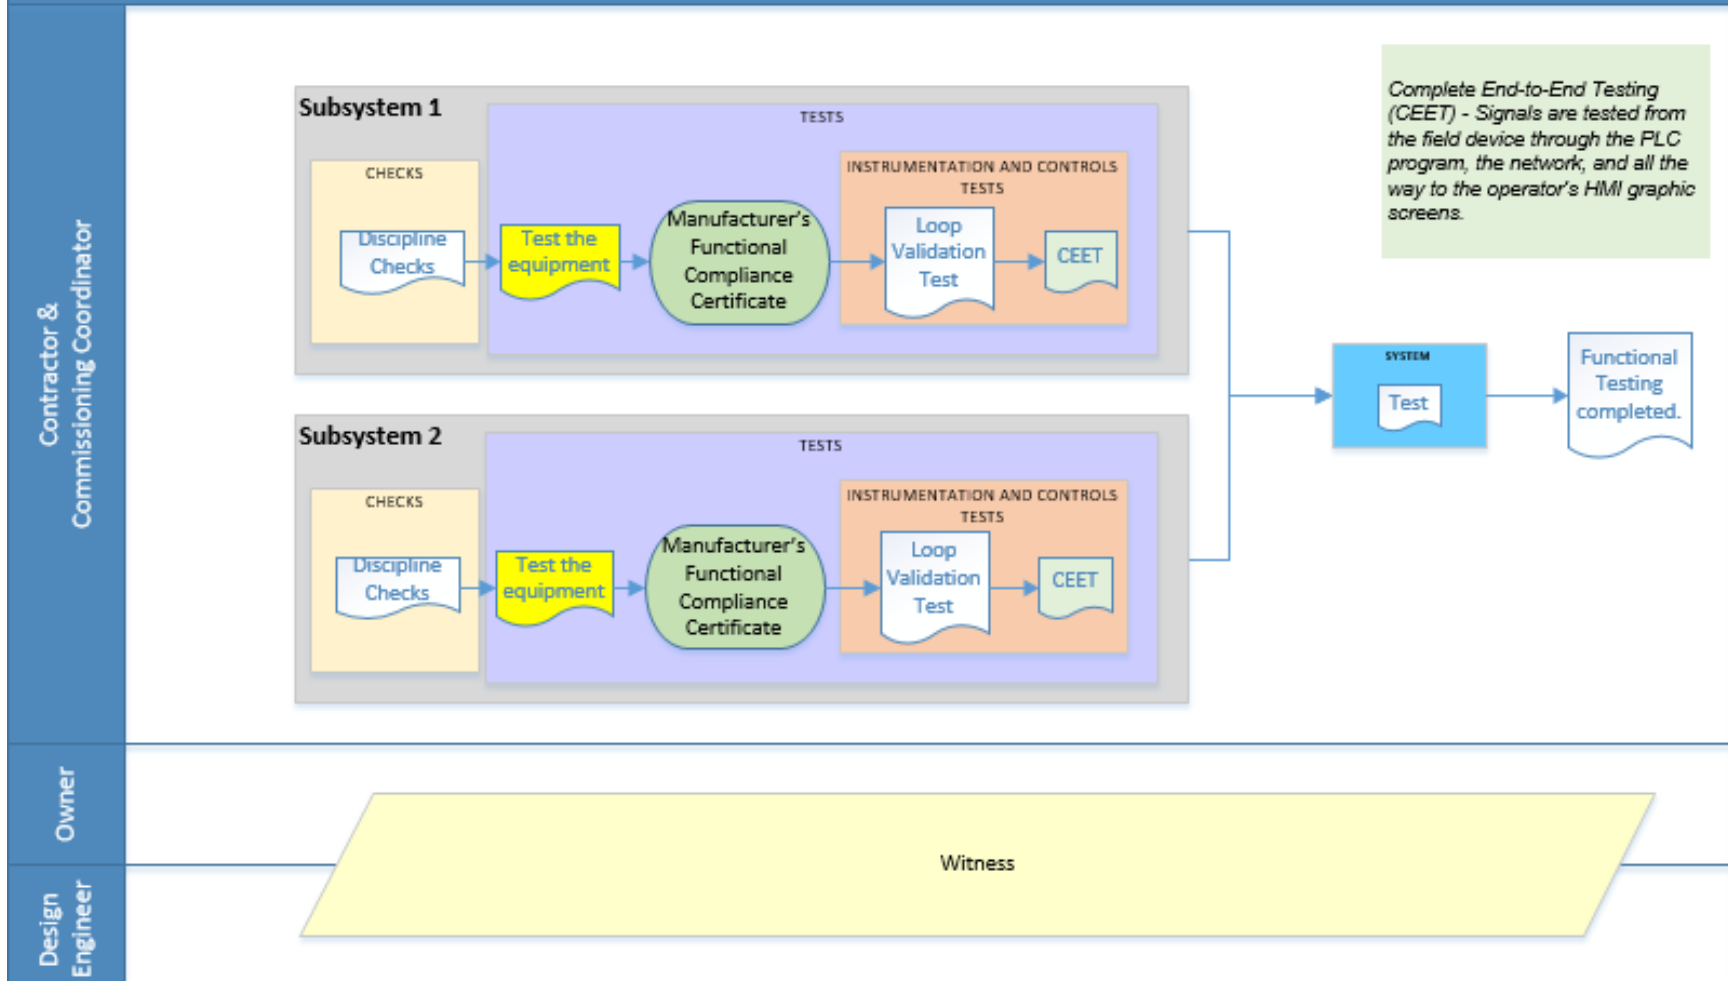 Contractor &
Commissioning Coordinator
Subsystem 1
TESTS
CHECKS
Discipline
Checks
Test the
equipment
Manufacturer's
Functional
Compliance
Certificate
INSTRUMENTATION AND CONTROLS
TESTS
Loop
Validation
Test
CEET
Complete End-to-End Testing
(CEET) - Signals are tested from
the field device through the PLC
program, the network, and all the
way to the operator's HMI graphic
screens.
SYSTEM
Test
Functional
Testing
completed.
Subsystem 2
TESTS
CHECKS
Discipline
Checks
Test the
equipment
Manufacturer's
Functional
Compliance
Certificate
INSTRUMENTATION AND CONTROLS
TESTS
Loop
Validation
Test
CEET
Owner
Witness
Design
Engineer